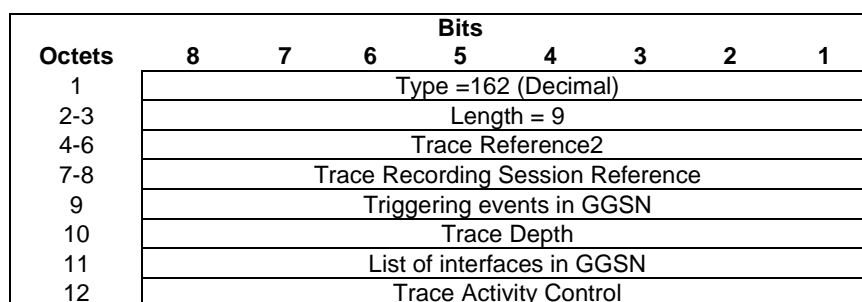 Bits
Octets 8 7 6 5 4 3 2 1
1 Type =162 (Decimal)
2-3 Length = 9
4-6 Trace Reference2
7-8 Trace Recording Session Reference
9 Triggering events in GGSN
10 Trace Depth
11 List of interfaces in GGSN
12 Trace Activity Control